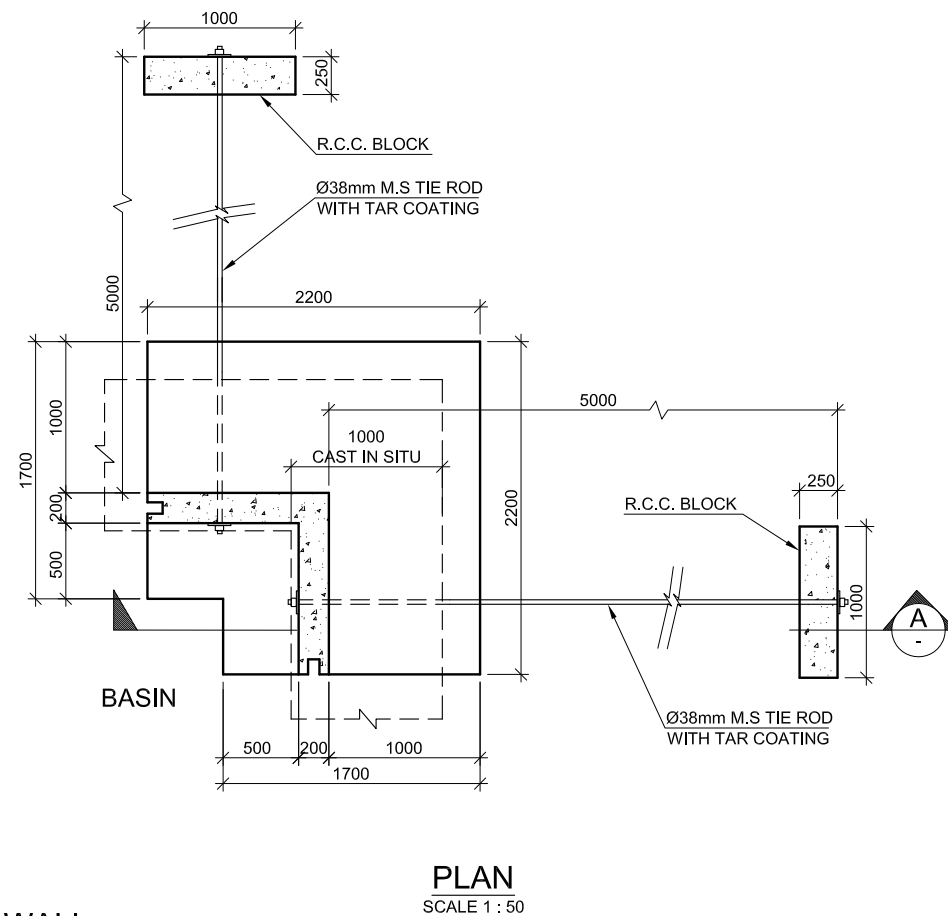 1000
250
R.C.C. BLOCK
Ø38mm M.S TIE ROD
WITH TAR COATING
5000
2200
5000
1000
1000
CAST IN SITU
1700
250
R.C.C. BLOCK
200
2200
500
1000
A
-
BASIN
Ø38mm M.S TIE ROD
WITH TAR COATING
500
200
1000
1700
PLAN
SCALE 1 : 50